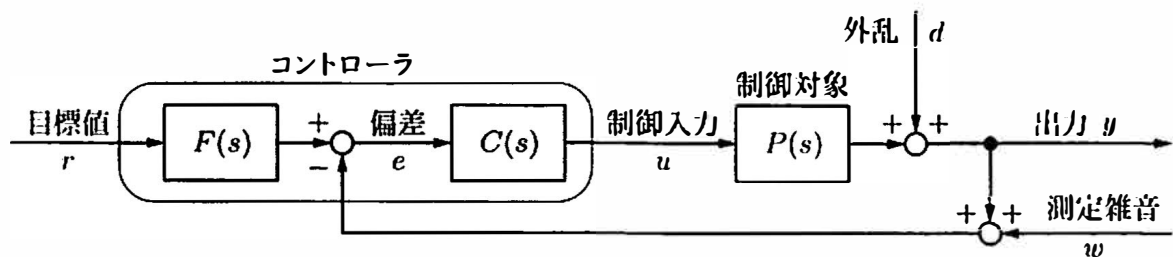 外乱 d
コントローラ
制御対象
目標値 F(s) + 偏差 C(s) 制御入力 P(s) + + 出力 y
r − e u
+ + 測定雑音
w